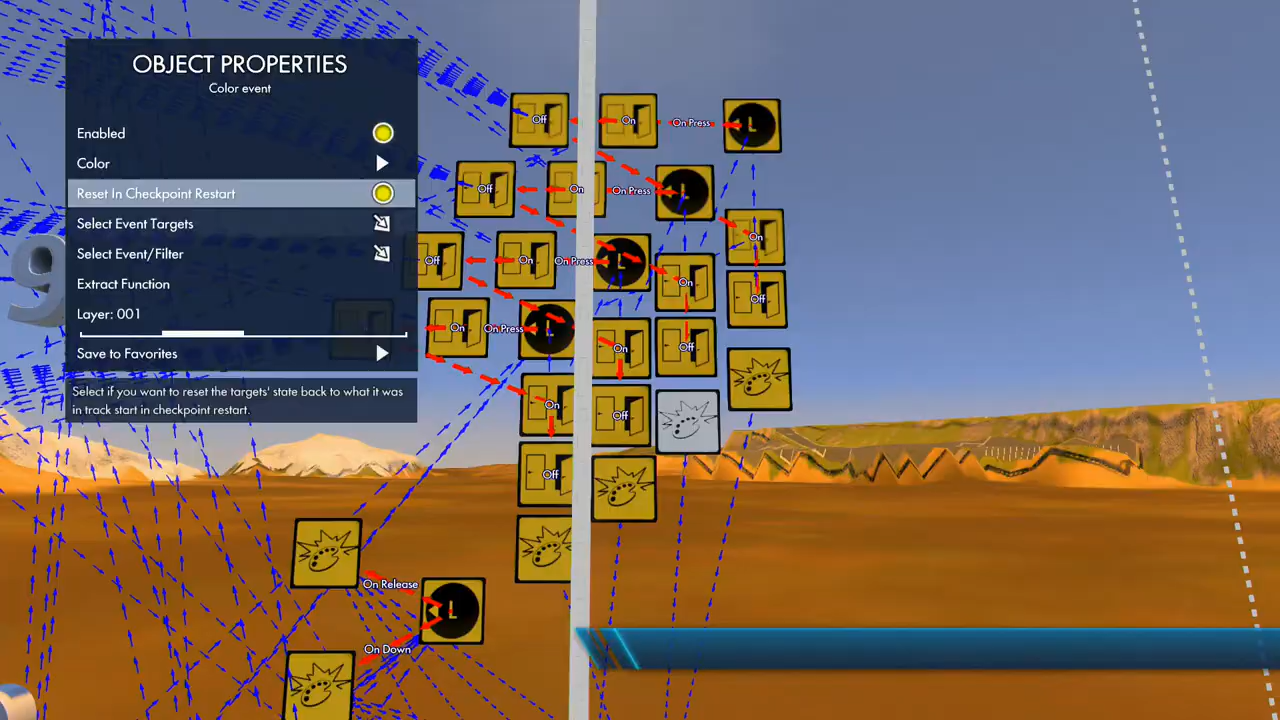 OBJECT PROPERTIES
Color event
Enabled
Color
Reset In Checkpoint Restart
Select Event Targets
Select Event/Filter
Extract Function
Layer: 001
Save to Favorites
Select if you want to reset the targets' state back to what it was
in track start in checkpoint restart.
9
Off On On Press L
Off On On Press L
On
Off On On Press L
On
Off
On On Press L
On
Off
On
Off
Off
On Release
L
On Down